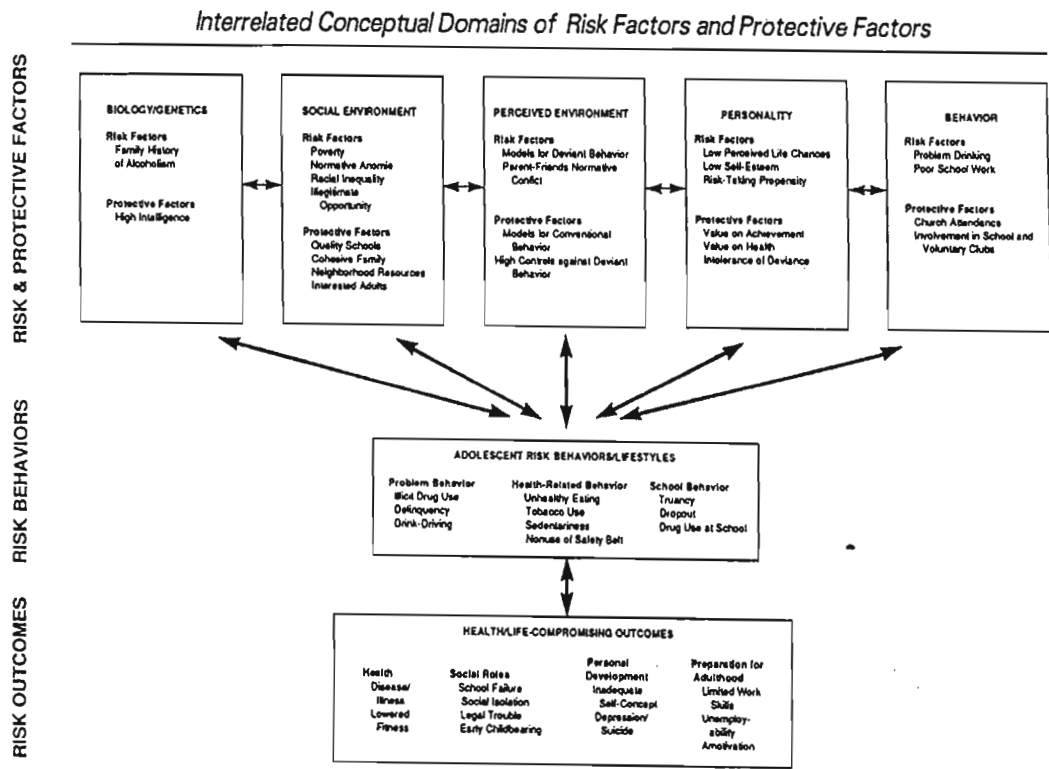 Interrelated Conceptual Domains of Risk Factors and Protective Factors
RISK & PROTECTIVE FACTORS
BIOLOGY/GENETICS
Risk Factors
Family History
of Alcoholism
Protective Factors
High Intelligence
SOCIAL ENVIRONMENT
Risk Factors
Poverty
Normative Anomie
Racial Inequality
Illegitimate
Opportunity
Protective Factors
Quality Schools
Cohesive Family
Neighborhood Resources
Interested Adults
PERCEIVED ENVIRONMENT
Risk Factors
Models for Deviant Behavior
Parent-Friends Normative
Conflict
Protective Factors
Models for Conventional
Behavior
High Controls against Deviant
Behavior
PERSONALITY
Risk Factors
Low Perceived Life Chances
Low Self-Esteem
Risk-Taking Propensity
Protective Factors
Value on Achievement
Value on Health
Intolerance of Deviance
BEHAVIOR
Risk Factors
Problem Drinking
Poor School Work
Protective Factors
Church Attendance
Involvement in School and
Voluntary Clubs
RISK BEHAVIORS
ADOLESCENT RISK BEHAVIORS/LIFESTYLES
Problem Behavior
Illicit Drug Use
Delinquency
Drink-Driving
Health-Related Behavior
Unhealthy Eating
Tobacco Use
Sedentariness
Nonuse of Safety Belt
School Behavior
Truancy
Dropout
Drug Use at School
RISK OUTCOMES
HEALTH/LIFE-COMPROMISING OUTCOMES
Health
Disease/
Illness
Lowered
Fitness
Social Roles
School Failure
Social Isolation
Legal Trouble
Early Childbearing
Personal
Development
Inadequate
Self-Concept
Depression/
Suicide
Preparation for
Adulthood
Limited Work
Skills
Unemploy-
ability
Amotivation